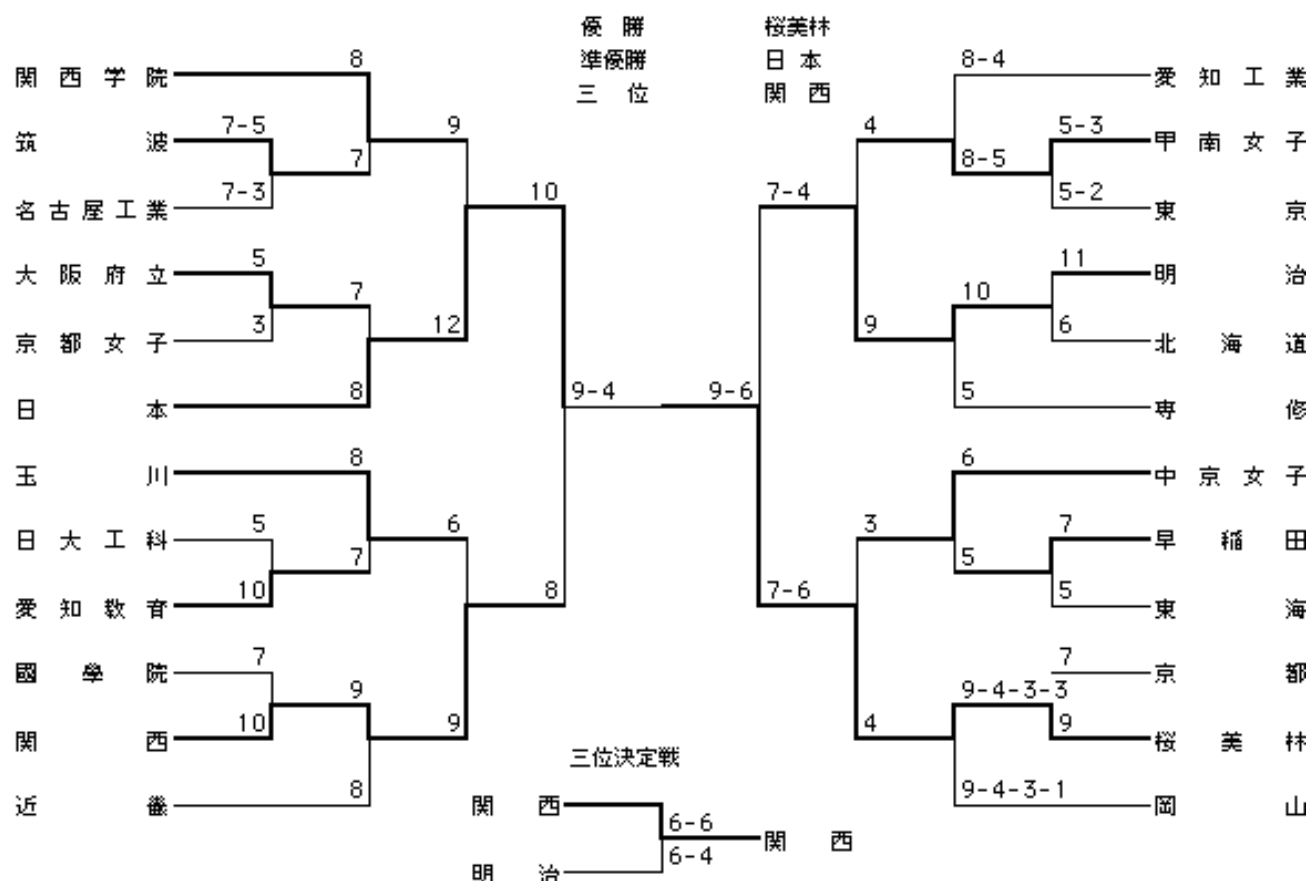 優勝 桜美林
準優勝 日本
三位 関西
関西学院 8
筑波 7-5
7
名古屋工業 7-3
9
大阪府立 5
7
京都女子 3
12
日本 8
10
玉川 8
日大工科 5
7
愛知教育 10
6
國學院 7
9
関西 10
9
近畿 8
8
9-4
9-6
8-4 愛知工業
5-3 甲南女子
8-5
5-2 東京
4
11 明治
10
6 北海道
9
5 専修
7-4
6 中京女子
7 早稲田
5
5 東海
3
7 京都
9-4-3-3
9 桜美林
4
9-4-3-1 岡山
7-6
三位決定戦
関西 6-6
関西
明治 6-4